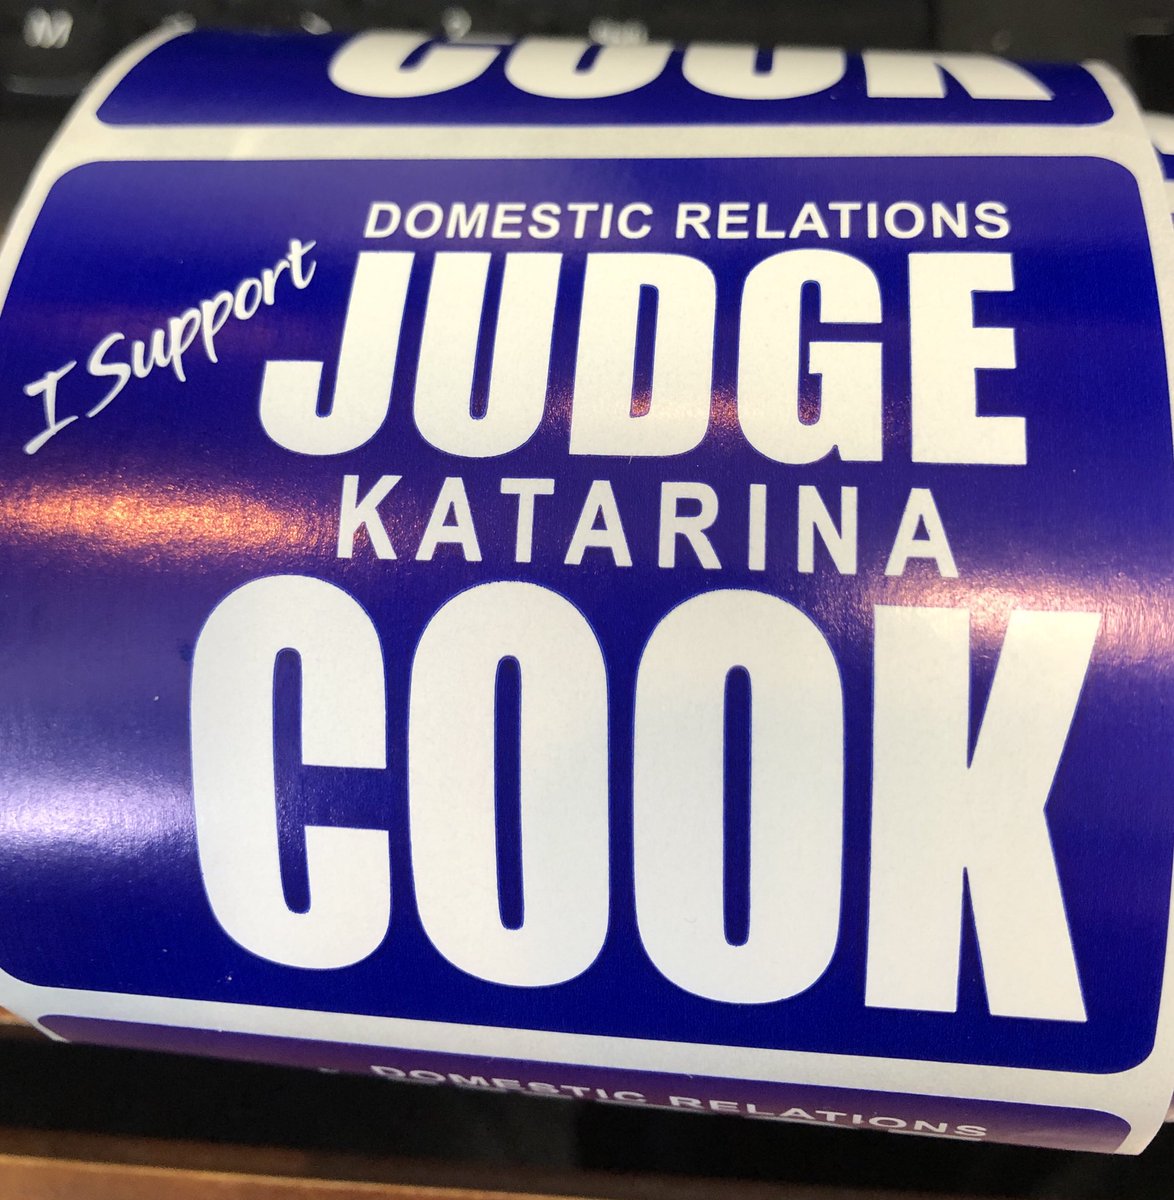 COOK
DOMESTIC RELATIONS
I Support
JUDGE
KATARINA
COOK
DOMESTIC RELATIONS